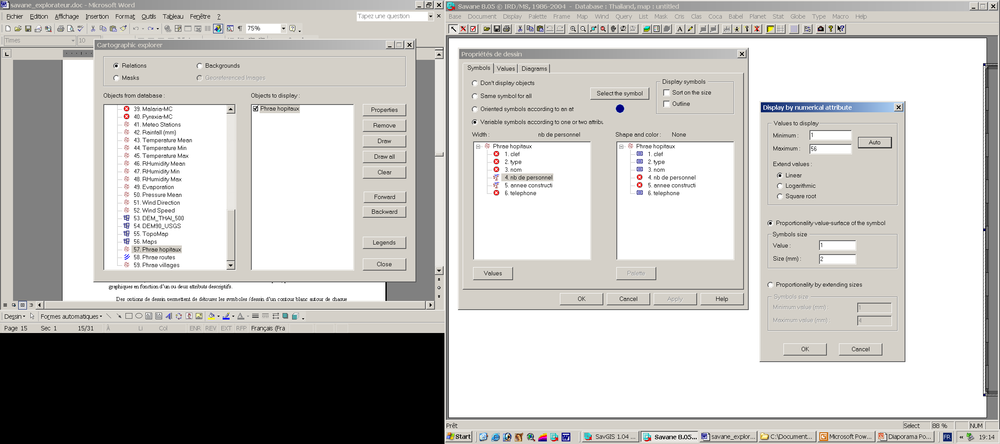 savane_explorateur.doc - Microsoft Word
Fichier Edition Affichage Insertion Format Outils Tableau Fenêtre ?
Tapez une question
75%
Times 10
Cartographic explorer
Relations Backgrounds
Masks Georeferenced Images
Objects from database : Objects to display :
39. Malaria-MC
40. Pyrexia-MC
41. Meteo Stations
42. Rainfall (mm)
43. Temperature Mean
44. Temperature Min
45. Temperature Max
46. RHumidity Mean
47. RHumidity Min
48. RHumidity Max
49. Evaporation
50. Pressure Mean
51. Wind Direction
52. Wind Speed
53. DEM_THAI_500
54. DEM90_USGS
55. TopoMap
56. Maps
57. Phrae hopitaux
58. Phrae routes
59. Phrae villages
Phrae hopitaux
Properties
Remove
Draw
Draw all
Clear
Forward
Backward
Legends
Close
graphiques en fonction d'un ou deux attributs descriptifs.
Des options de dessin permettent de détourer les symboles (dessin d'un contour blanc autour de chaque
Dessin Formes automatiques
Page 15 Sec 1 15/31 À Li Col ENR REV EXT RFP Français (Fra
Savane 8.05 © IRD/MS, 1986-2004 - Database : Thailand, map : untitled
Base Document Display Palette Frame Map Wind Query List Mask Cris Clas Coca Babel Planet Stat Globe Type Macro Help
Propriétés de dessin
Symbols Values Diagrams
Don't display objects
Same symbol for all
Oriented symbols according to an at
Variable symbols according to one or two attribu
Select the symbol
Display symbols
Sort on the size
Outline
Width : nb de personnel
Phrae hopitaux
1. clef
2. type
3. nom
4. nb de personnel
5. annee constructi
6. telephone
Values
Shape and color : None
Phrae hopitaux
1. clef
2. type
3. nom
4. nb de personnel
5. annee constructi
6. telephone
Palette
OK Cancel Apply Help
Display by numerical attribute
Values to display
Minimum : 1
Maximum : 56
Auto
Extend values :
Linear
Logarithmic
Square root
Proportionality value-surface of the symbol
Symbols size
Value : 1
Size (mm) : 2
Proportionality by extending sizes
Symbols size
Minimum value (mm) : 1
Maximum value (mm) : 4
OK Cancel
Prêt Select 88 % NUM
Start SavGIS 1.04 ... Savane 8.05... savane_explor... C:\Document... Microsoft Pow... Diaporama Po... FR « 19:14